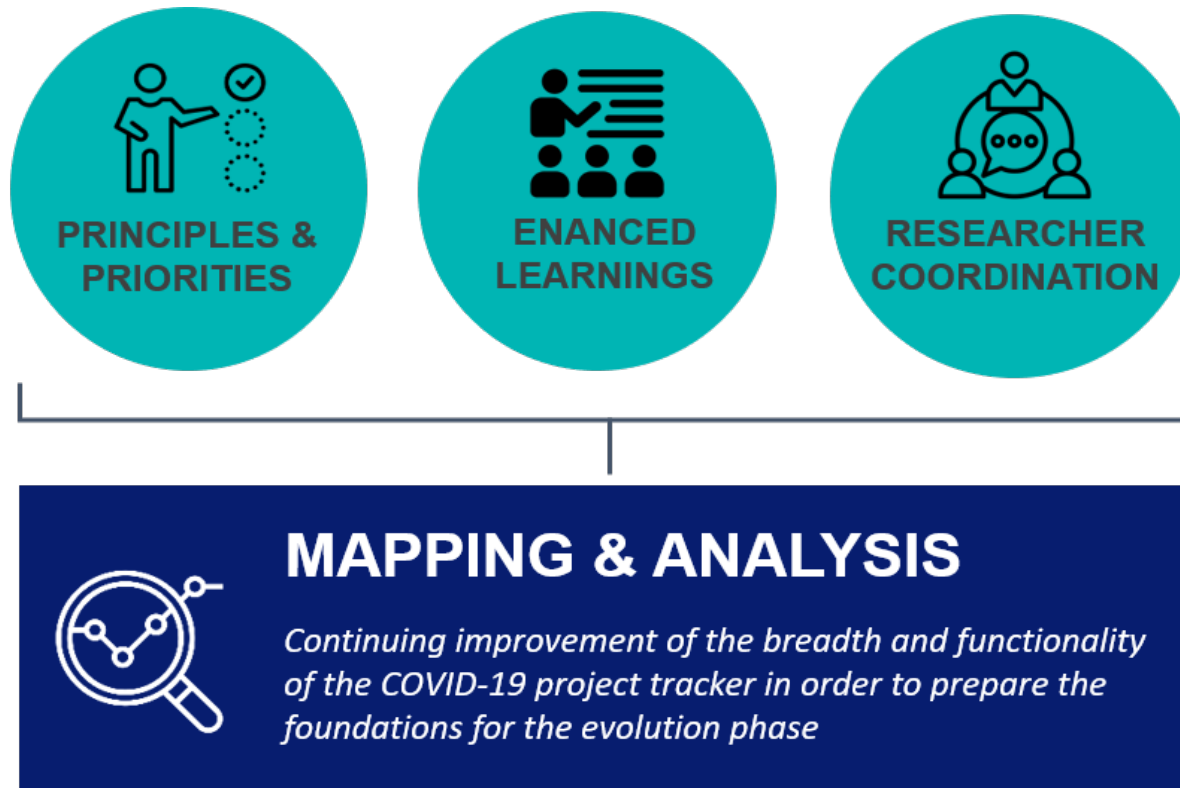 PRINCIPLES &
PRIORITIES
ENANCED
LEARNINGS
RESEARCHER
COORDINATION
MAPPING & ANALYSIS
Continuing improvement of the breadth and functionality
of the COVID-19 project tracker in order to prepare the
foundations for the evolution phase